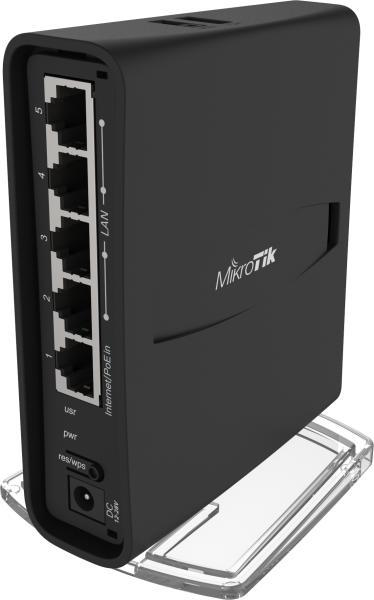 5
4
3
2
1
LAN
Internet/PoE in
usr
pwr
res/wps
DC
12-28V
MikroTik